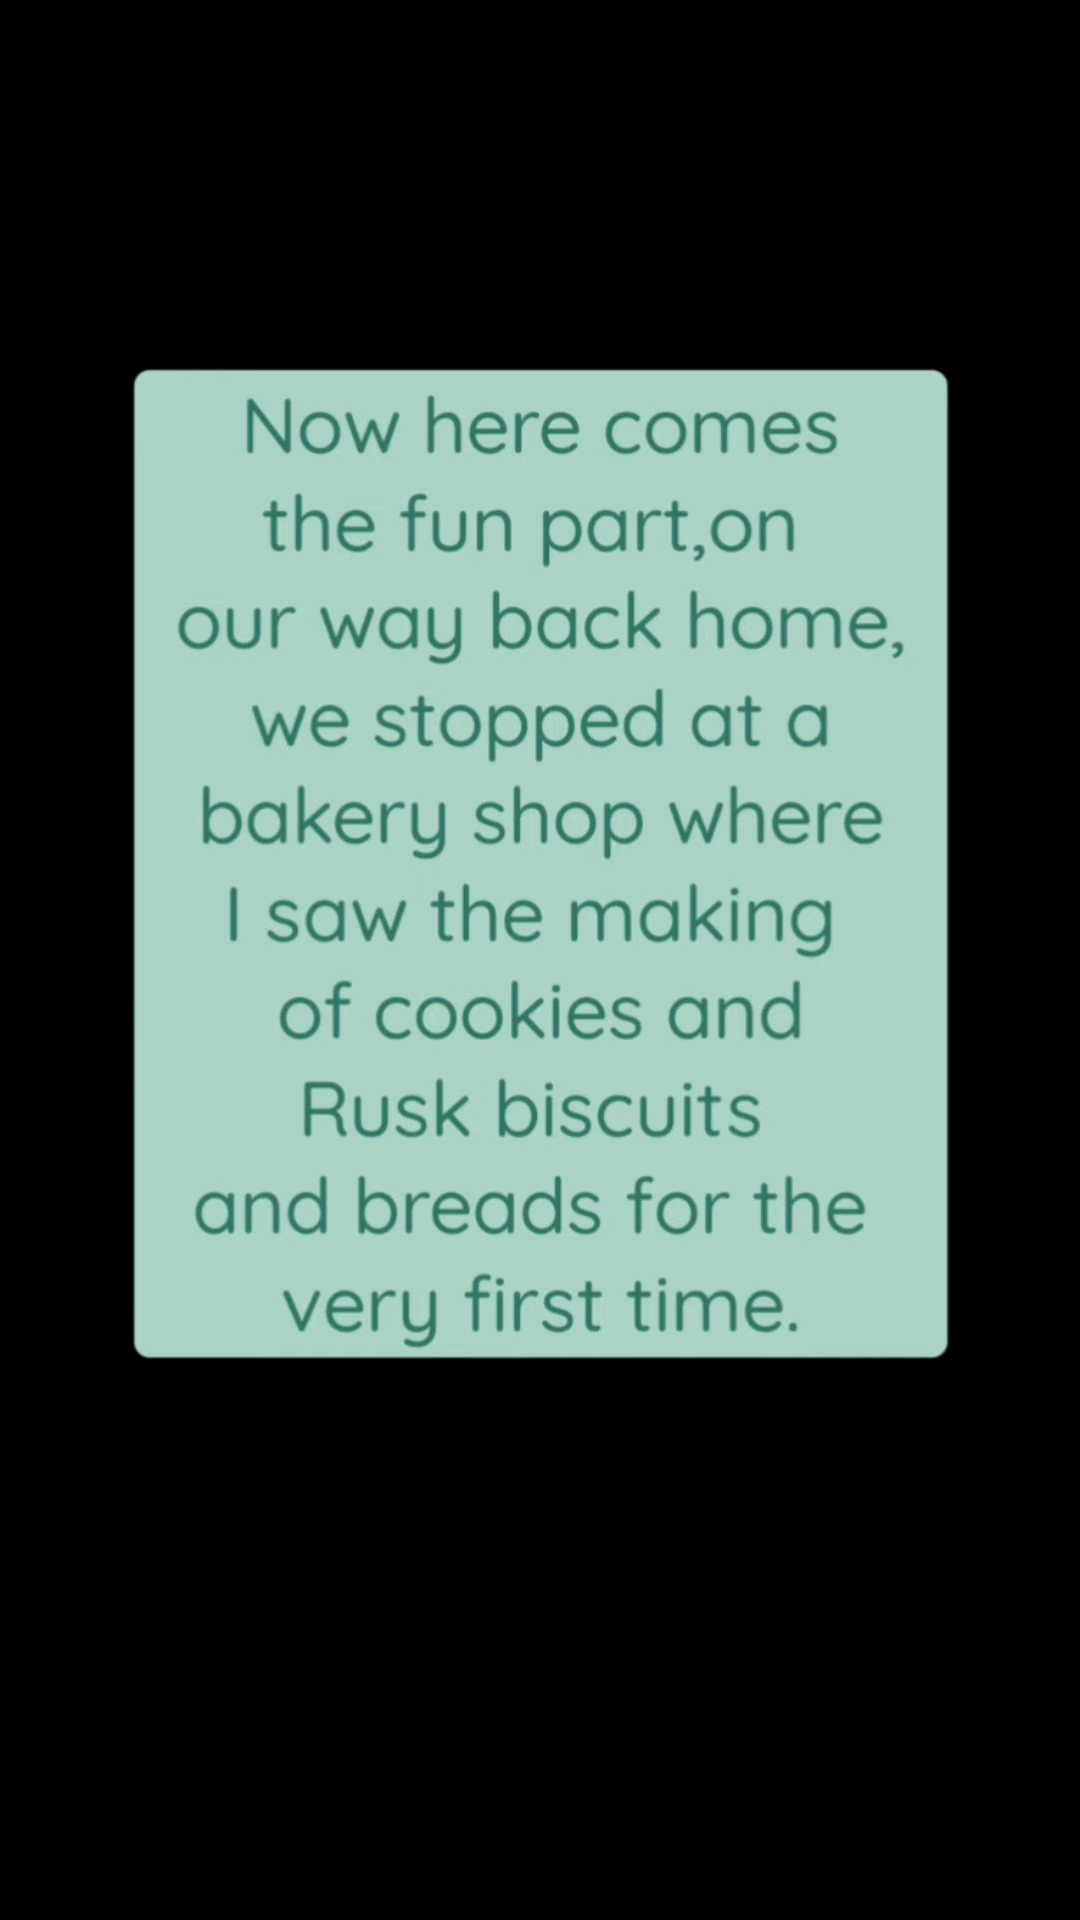 Now here comes
the fun part,on
our way back home,
we stopped at a
bakery shop where
I saw the making
of cookies and
Rusk biscuits
and breads for the
very first time.